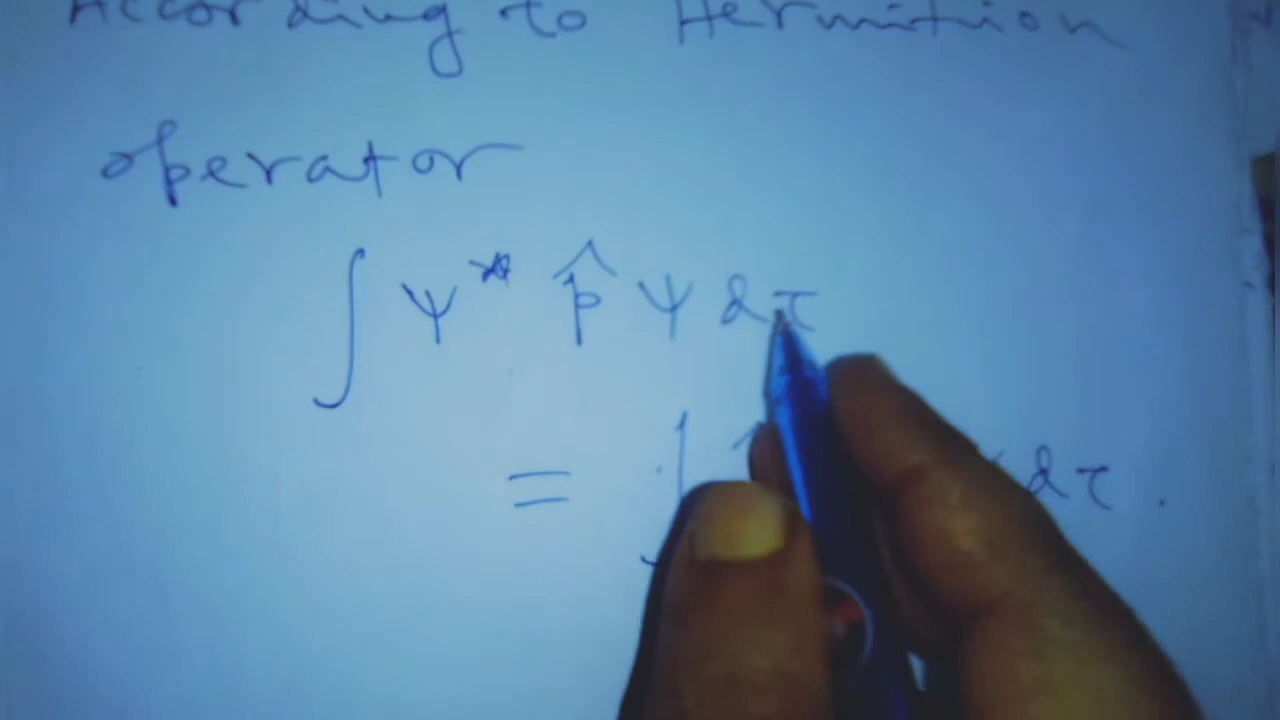 According to Hermition
operator
∫ ψ* p̂ ψ dτ
= ∫ dτ .